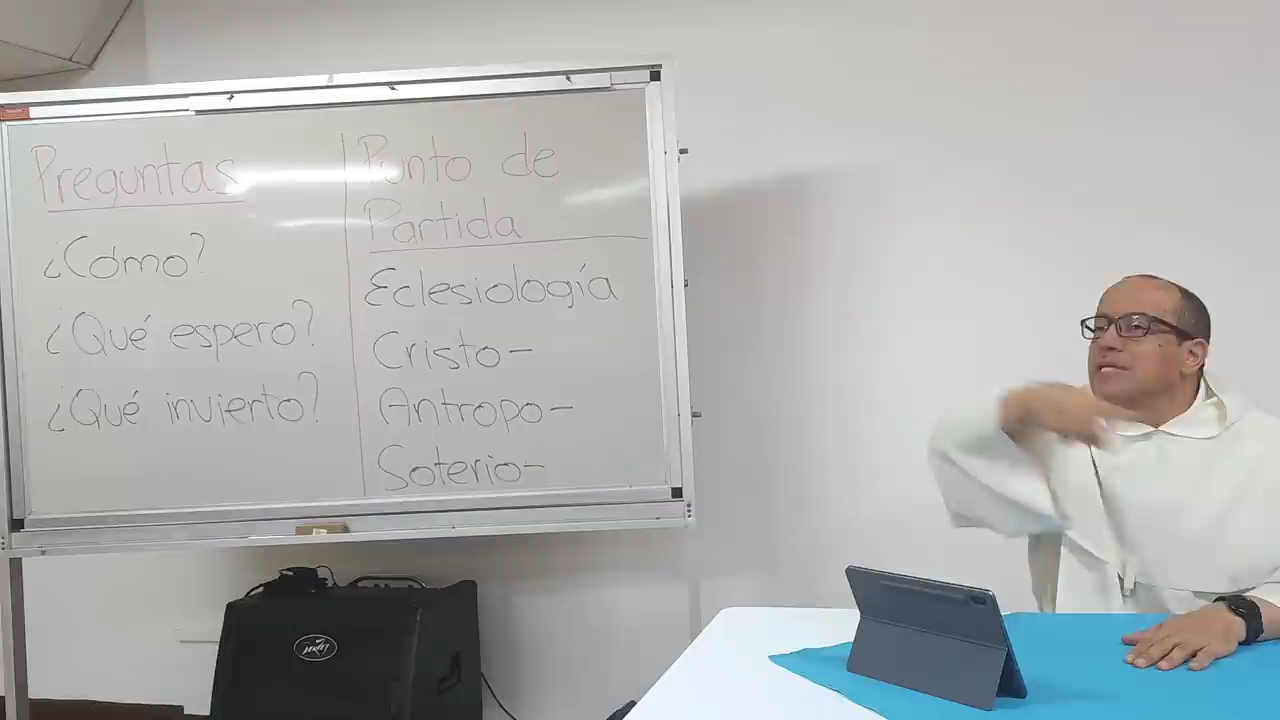 Preguntas
¿Cómo?
¿Qué espero?
¿Qué invierto?
Punto de
Partida
Eclesiología
Cristo-
Antropo-
Soterio-